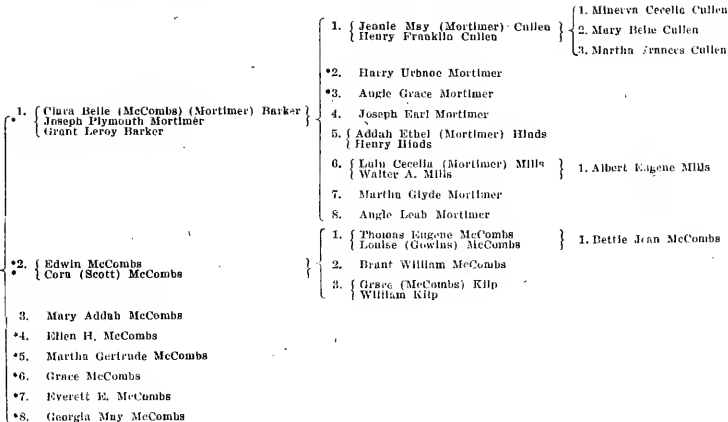 1. Minerva Cecelia Cullen
1. Jennie May (Mortimer) Cullen
Henry Franklin Cullen
2. Mary Belle Cullen
3. Martha Frances Cullen
*2. Harry Urbnoc Mortimer
*3. Angie Grace Mortimer
1. Clara Belle (McCombs) (Mortimer) Barker
* Joseph Plymouth Mortimer
Grant Leroy Barker
4. Joseph Earl Mortimer
5. Addah Ethel (Mortimer) Hinds
Henry Hinds
6. Lulu Cecelia (Mortimer) Mills
Walter A. Mills
1. Albert Eugene Mills
7. Martha Glyde Mortimer
8. Angie Leah Mortimer
1. Thomas Eugene McCombs
Louise (Gowins) McCombs
1. Bettie Jean McCombs
*2. Edwin McCombs
* Cora (Scott) McCombs
2. Brant William McCombs
3. Grace (McCombs) Kilp
William Kilp
3. Mary Addah McCombs
*4. Ellen H. McCombs
*5. Martha Gertrude McCombs
*6. Grace McCombs
*7. Everett E. McCombs
*8. Georgia May McCombs